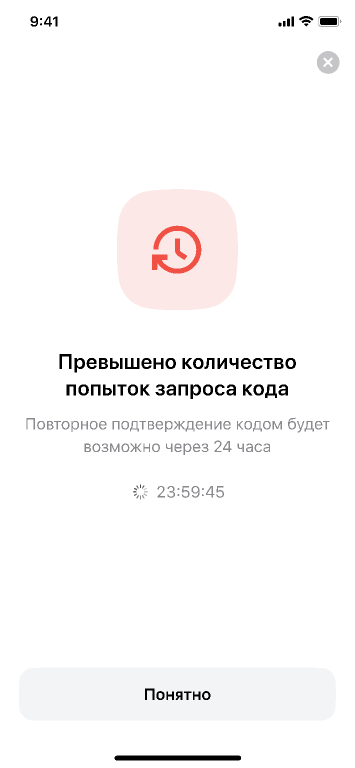 9:41
Превышено количество
попыток запроса кода
Повторное подтверждение кодом будет
возможно через 24 часа
23:59:45
Понятно